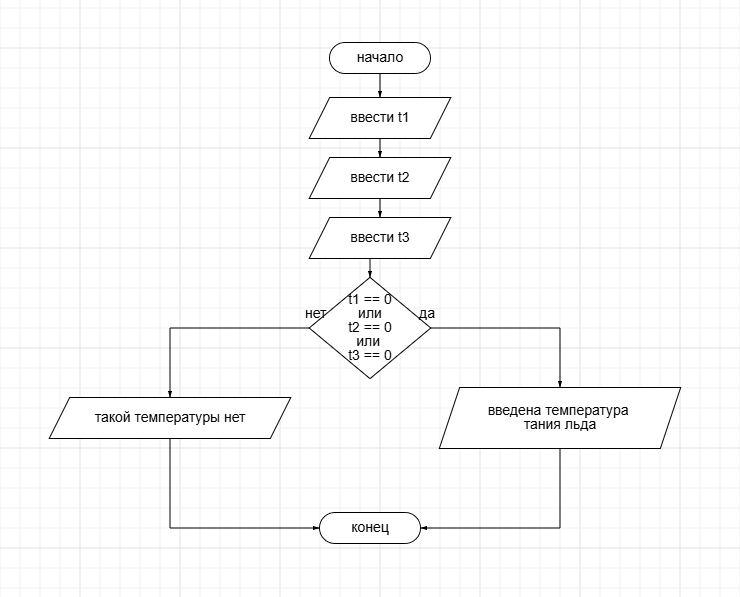 начало
ввести t1
ввести t2
ввести t3
t1 == 0
нет
или
да
t2 == 0
или
t3 == 0
такой температуры нет
введена температура
тания льда
конец